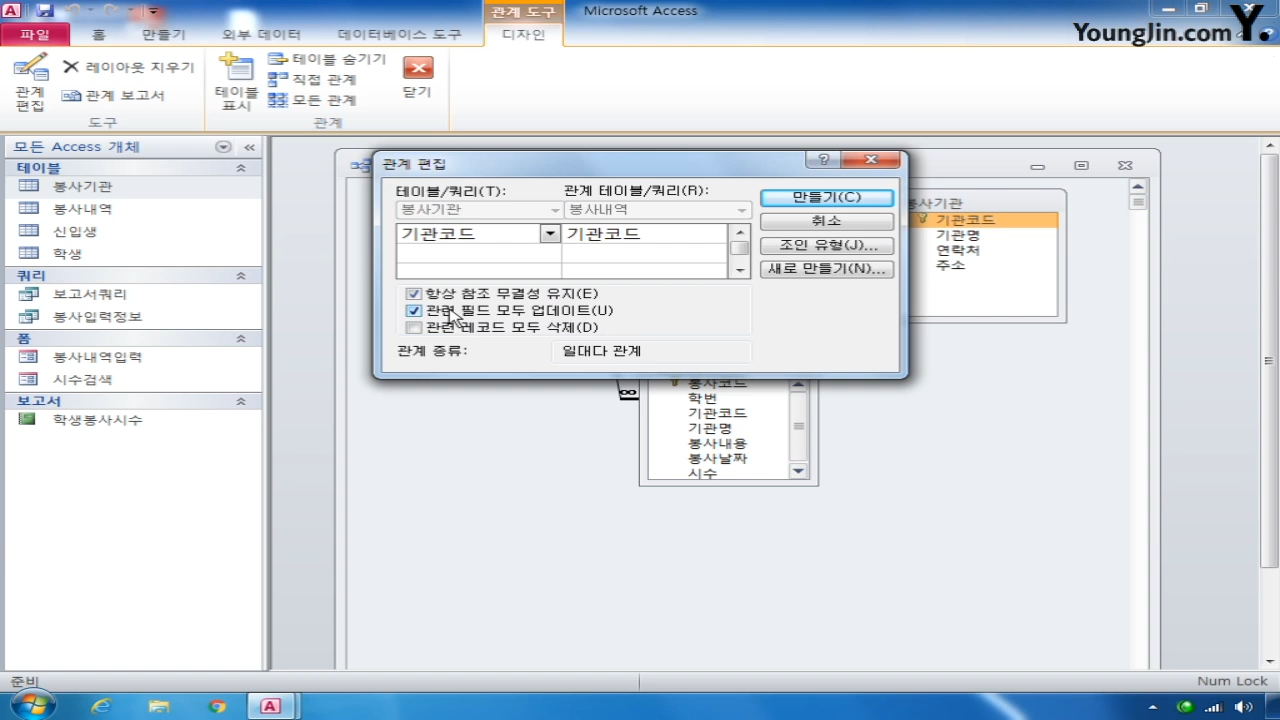 관계 도구
Microsoft Access
YoungJin.com Y.
파일
홈
만들기
외부 데이터
데이터베이스 도구
디자인
관계 편집
레이아웃 지우기
관계 보고서
도구
테이블 표시
테이블 숨기기
직접 관계
모든 관계
관계
닫기
모든 Access 개체
테이블
봉사기관
봉사내역
신입생
학생
쿼리
보고서쿼리
봉사입력정보
폼
봉사내역입력
시수검색
보고서
학생봉사시수
관계 편집
테이블/쿼리(T):
관계 테이블/쿼리(R):
봉사기관
봉사내역
기관코드
기관코드
만들기(C)
취소
조인 유형(J)...
새로 만들기(N)...
항상 참조 무결성 유지(E)
관련 필드 모두 업데이트(U)
관련 레코드 모두 삭제(D)
관계 종류:
일대다 관계
봉사기관
기관코드
기관명
연락처
주소
봉사코드
학번
기관코드
기관명
봉사내용
봉사날짜
시수
준비
Num Lock